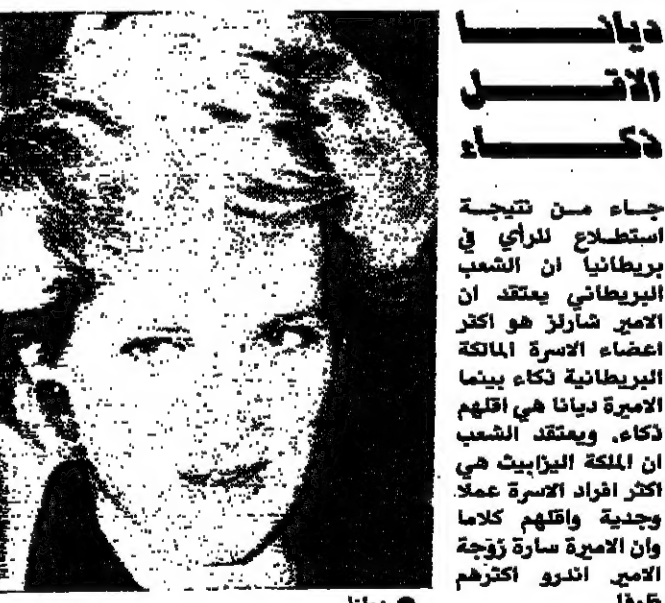 ديانا
الاقل
ذكاء
جاء من نتيجة
استطلاع للرأي في
بريطانيا ان الشعب
البريطاني يعتقد ان
الامير شارلز هو اكثر
اعضاء الاسرة المالكة
البريطانية ذكاء بينما
الاميرة ديانا هي اقلهم
ذكاء. ويعتقد الشعب
ان الملكة اليزابيث هي
اكثر افراد الاسرة عملا
وجدية واقلهم كلاما
وان الاميرة سارة زوجة
الامير اندرو اكثرهم